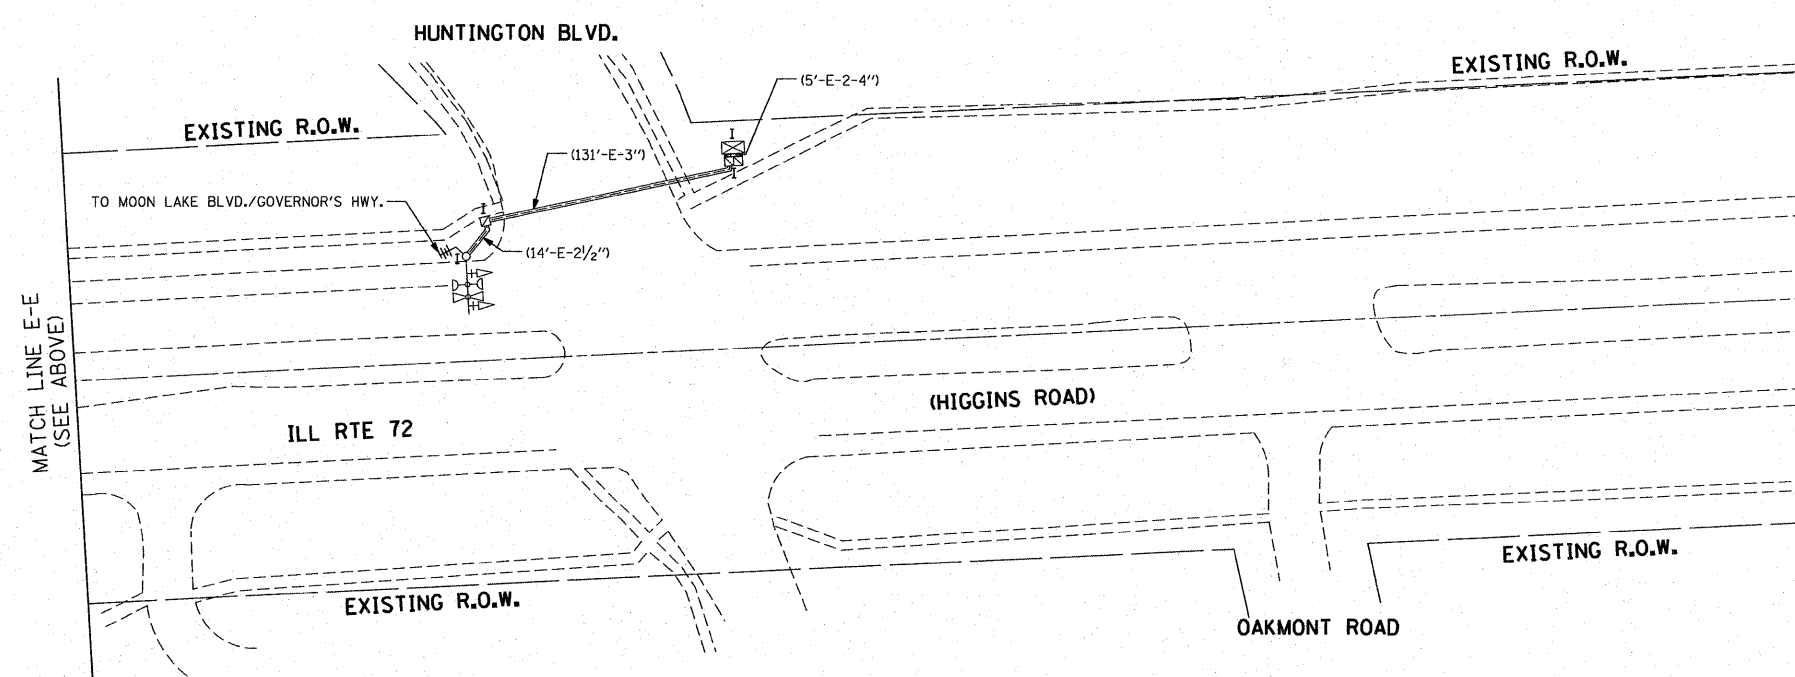 HUNTINGTON BLVD.
EXISTING R.O.W.
(5'-E-2-4")
EXISTING R.O.W.
I
(131'-E-3")
I
TO MOON LAKE BLVD./GOVERNOR'S HWY.
I
(14'-E-2½")
I
MATCH LINE E-E
(SEE ABOVE)
(HIGGINS ROAD)
ILL RTE 72
EXISTING R.O.W.
EXISTING R.O.W.
OAKMONT ROAD